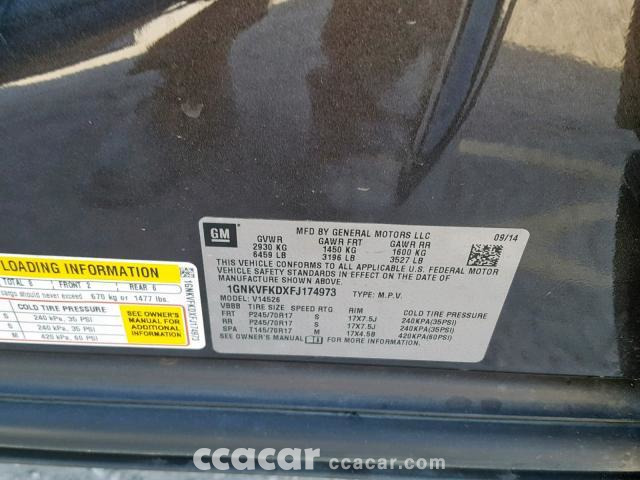 LOADING INFORMATION
FRONT 2 REAR 6
cargo should never exceed 670 kg or 1477 lbs.
COLD TIRE PRESSURE
S 240 kPa, 35 PSI
S 240 kPa, 35 PSI
M 420 kPa, 60 PSI
SEE OWNER'S
MANUAL FOR
ADDITIONAL
INFORMATION
1GNKVFKDXFJ174973
GM
MFD BY GENERAL MOTORS LLC 09/14
GVWR GAWR FRT GAWR RR
2930 KG 1450 KG 1600 KG
6459 LB 3196 LB 3527 LB
THIS VEHICLE CONFORMS TO ALL APPLICABLE U.S. FEDERAL MOTOR
VEHICLE SAFETY STANDARDS IN EFFECT ON THE DATE OF
MANUFACTURE SHOWN ABOVE.
1GNKVFKDXFJ174973 TYPE: M.P.V.
MODEL: V14526
VBBB TIRE SIZE SPEED RTG RIM COLD TIRE PRESSURE
FRT P245/70R17 S 17X7.5J 240KPA(35PSI)
RR P245/70R17 S 17X7.5J 240KPA(35PSI)
SPA T145/70R17 M 17X4.5B 420KPA(60PSI)
SEE OWNER'S MANUAL FOR MORE INFORMATION.
ccacar ccacar.com